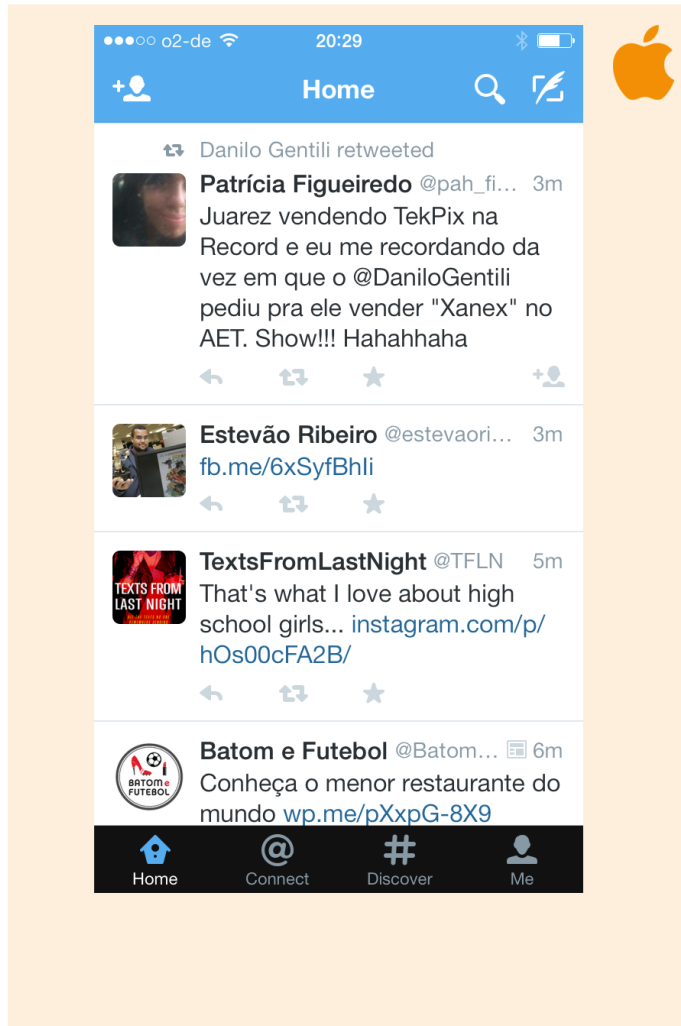 o2-de 20:29
Home
Danilo Gentili retweeted
Patrícia Figueiredo @pah_fi... 3m
Juarez vendendo TekPix na
Record e eu me recordando da
vez em que o @DaniloGentili
pediu pra ele vender "Xanex" no
AET. Show!!! Hahahhaha
Estevão Ribeiro @estevaori... 3m
fb.me/6xSyfBhIi
TextsFromLastNight @TFLN 5m
TEXTS FROM
LAST NIGHT
That's what I love about high
school girls... instagram.com/p/
hOs00cFA2B/
Batom e Futebol @Batom... 6m
BATOM e
FUTEBOL
Conheça o menor restaurante do
mundo wp.me/pXxpG-8X9
Home Connect Discover Me